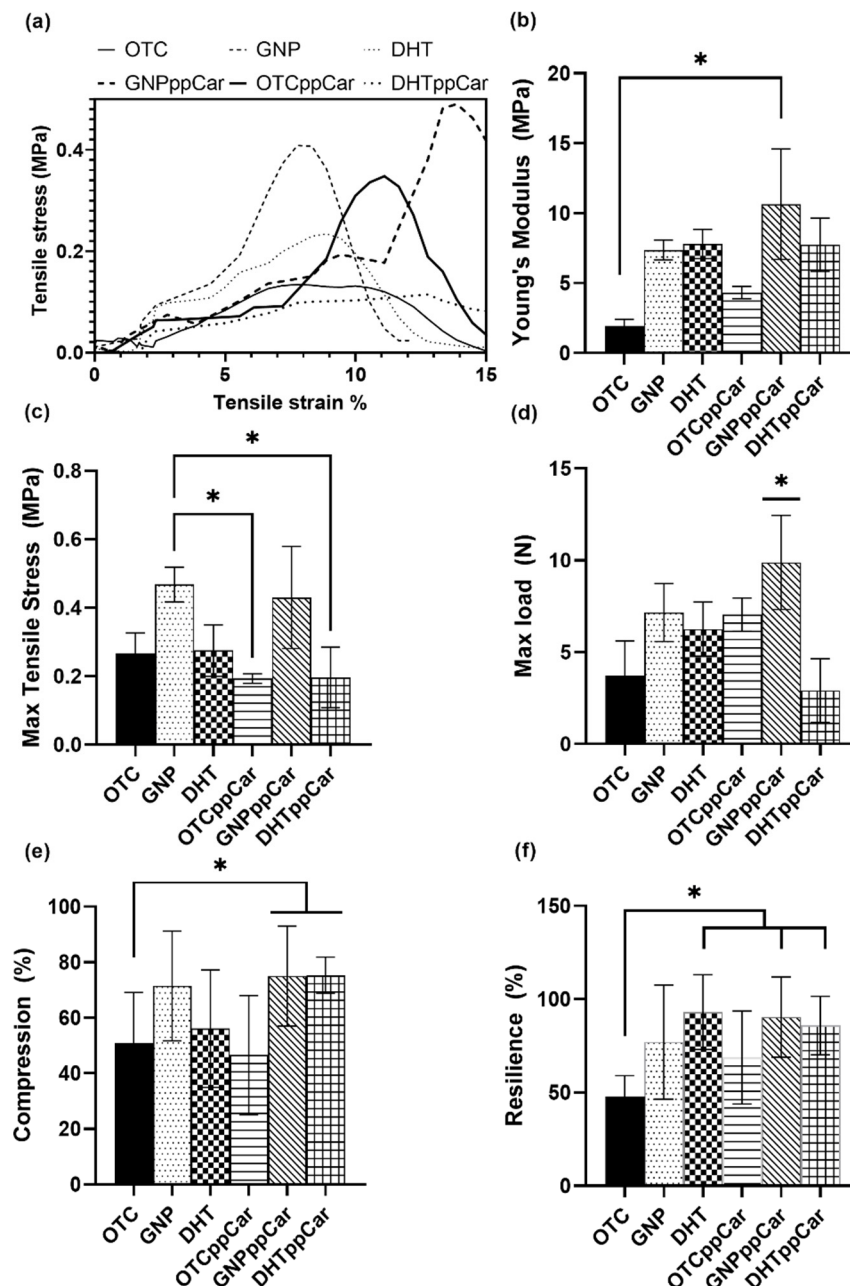 (a)
OTC GNP DHT
GNPppCar OTCppCar DHTppCar
Tensile stress (MPa)
0.4
0.2
0.0
0 5 10 15
Tensile strain %
(b)
*
Young's Modulus (MPa)
20
15
10
5
0
OTC GNP DHT OTCppCar GNPppCar DHTppCar
(c)
*
*
Max Tensile Stress (MPa)
0.8
0.6
0.4
0.2
0.0
OTC GNP DHT OTCppCar GNPppCar DHTppCar
(d)
*
Max load (N)
15
10
5
0
OTC GNP DHT OTCppCar GNPppCar DHTppCar
(e)
*
Compression (%)
100
80
60
40
20
0
OTC GNP DHT OTCppCar GNPppCar DHTppCar
(f)
*
Resilience (%)
150
100
50
0
OTC GNP DHT OTCppCar GNPppCar DHTppCar